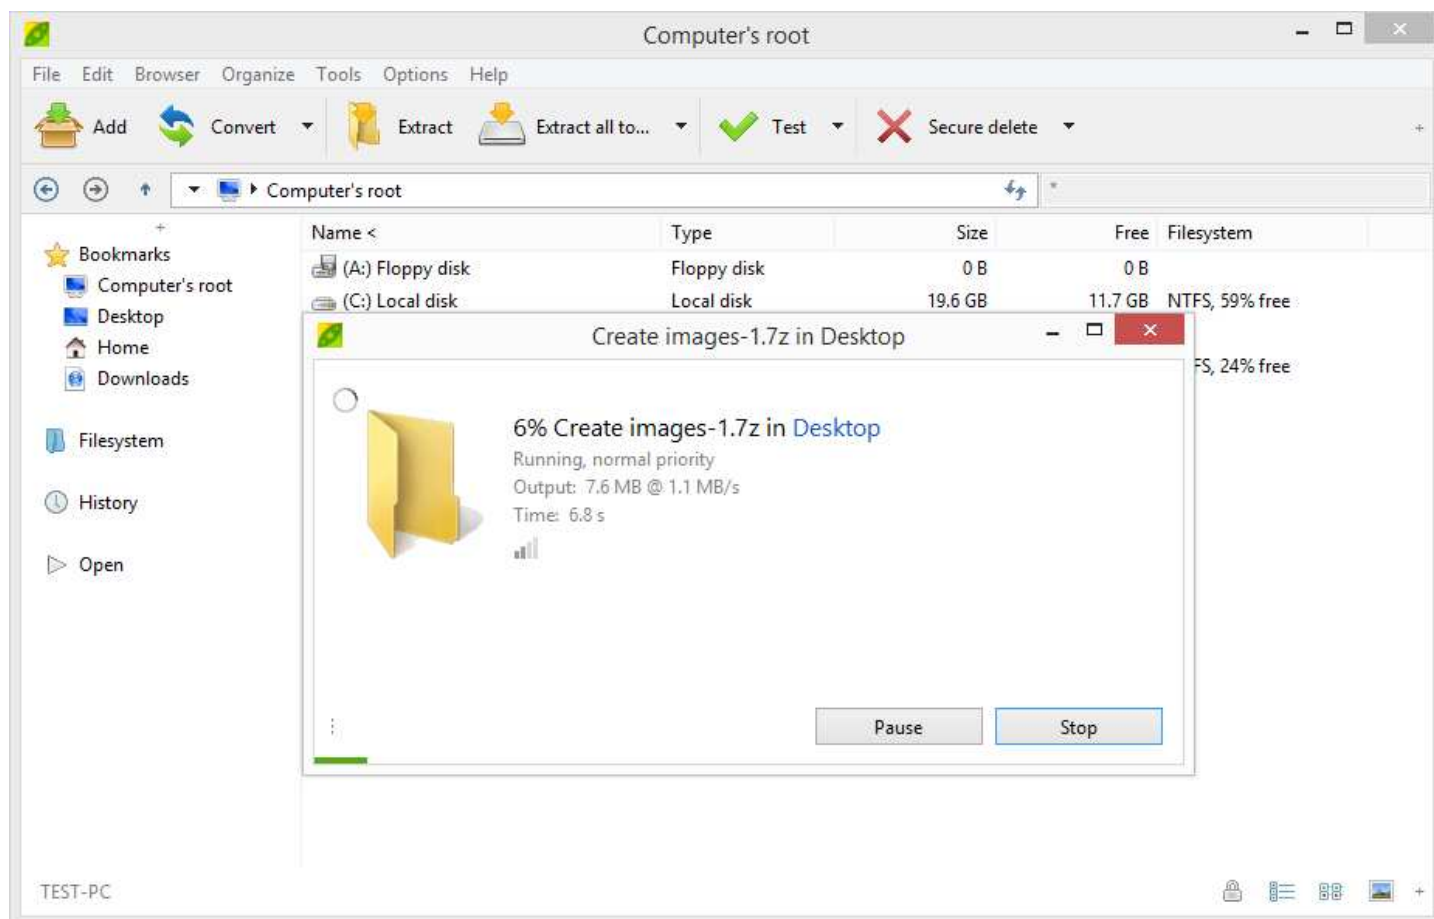 Computer's root
File Edit Browser Organize Tools Options Help
Add Convert Extract Extract all to... Test Secure delete +
Computer's root *
+
Bookmarks
Computer's root
Desktop
Home
Downloads
Filesystem
History
Open
Name < Type Size Free Filesystem
(A:) Floppy disk Floppy disk 0 B 0 B
(C:) Local disk Local disk 19.6 GB 11.7 GB NTFS, 59% free
24% free
Create images-1.7z in Desktop
6% Create images-1.7z in Desktop
Running, normal priority
Output: 7.6 MB @ 1.1 MB/s
Time: 6.8 s
Pause Stop
TEST-PC +